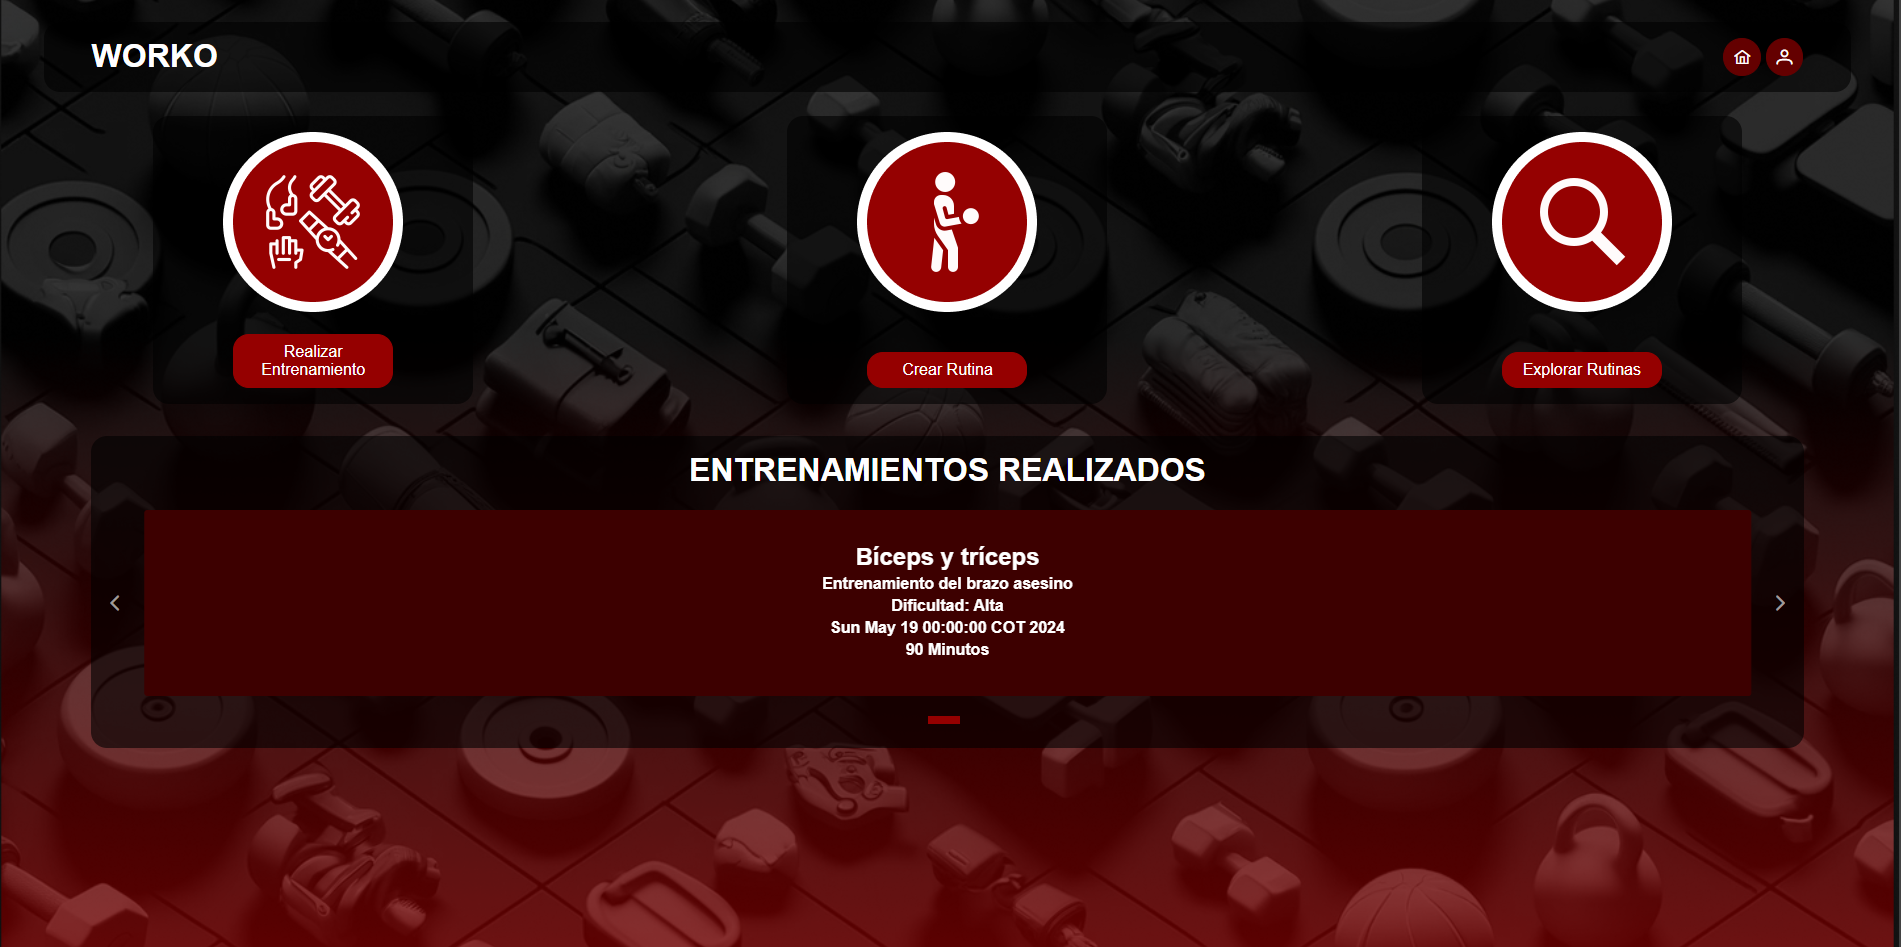 WORKO
Realizar
Entrenamiento
Crear Rutina
Explorar Rutinas
ENTRENAMIENTOS REALIZADOS
Bíceps y tríceps
Entrenamiento del brazo asesino
Dificultad: Alta
Sun May 19 00:00:00 COT 2024
90 Minutos